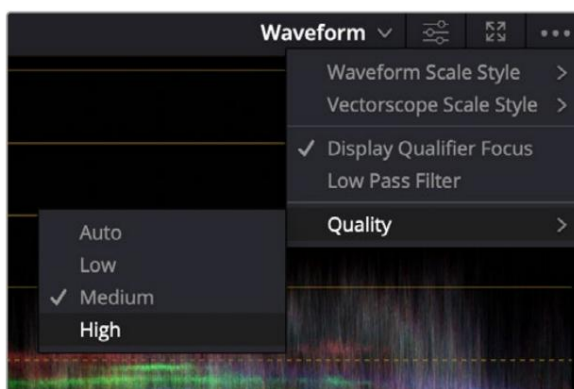 Waveform
Waveform Scale Style
Vectorscope Scale Style
Display Qualifier Focus
Low Pass Filter
Quality
Auto
Low
Medium
High